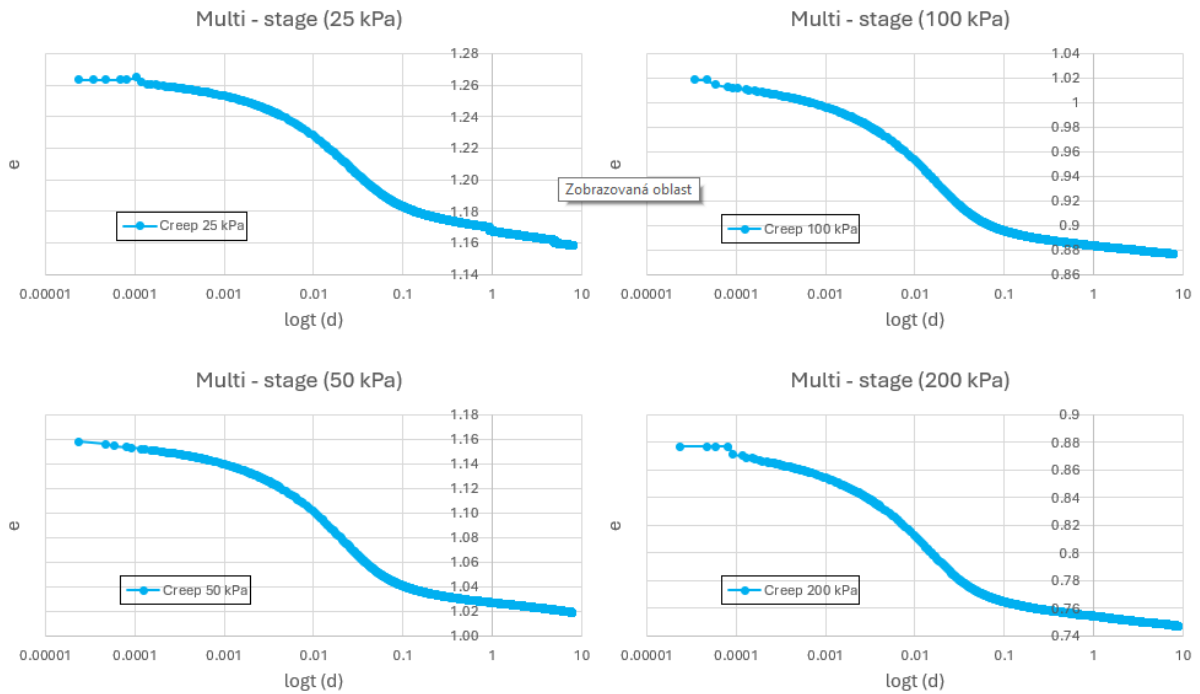 Multi - stage (25 kPa)
1.28
1.26
1.24
1.22
1.20
1.18
1.16
1.14
e
Creep 25 kPa
0.00001 0.0001 0.001 0.01 0.1 1 10
logt (d)
Multi - stage (100 kPa)
1.04
1.02
1
0.98
0.96
0.94
0.92
0.9
0.88
0.86
e
Zobrazovaná oblast
Creep 100 kPa
0.00001 0.0001 0.001 0.01 0.1 1 10
logt (d)
Multi - stage (50 kPa)
1.18
1.16
1.14
1.12
1.10
1.08
1.06
1.04
1.02
1.00
e
Creep 50 kPa
0.00001 0.0001 0.001 0.01 0.1 1 10
logt (d)
Multi - stage (200 kPa)
0.9
0.88
0.86
0.84
0.82
0.8
0.78
0.76
0.74
e
Creep 200 kPa
0.00001 0.0001 0.001 0.01 0.1 1 10
logt (d)